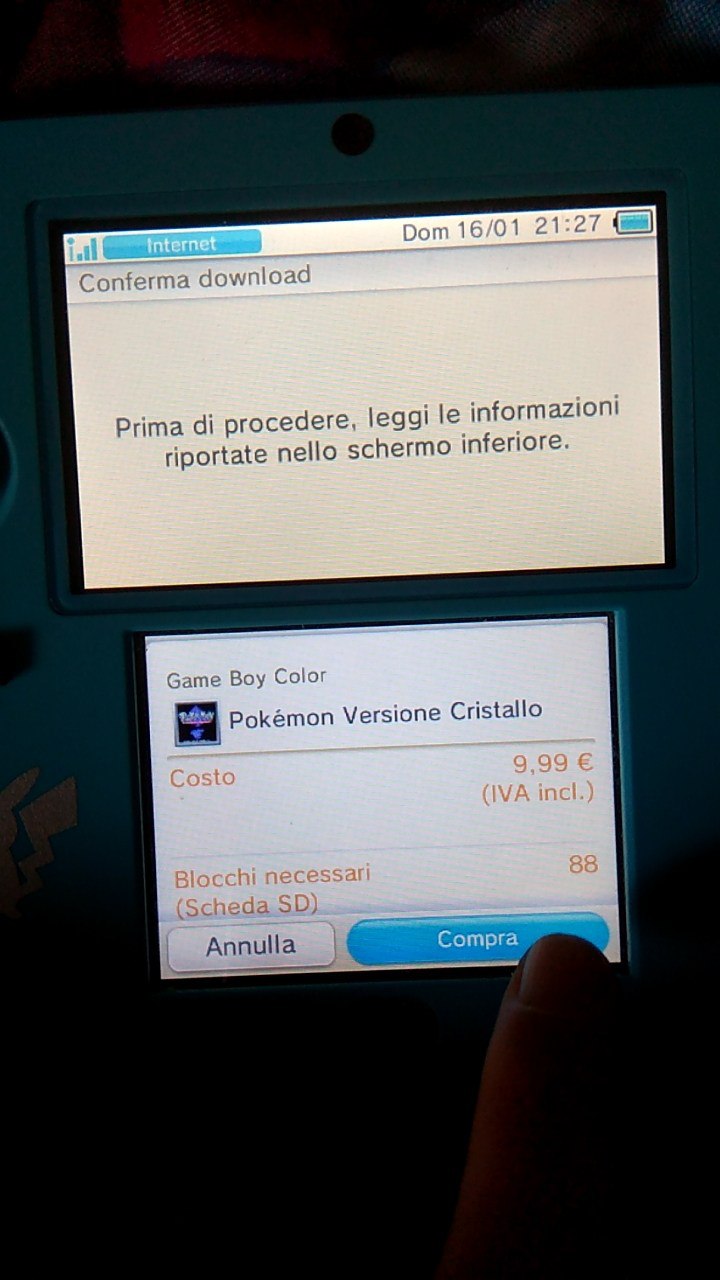 Internet
Dom 16/01 21:27
Conferma download
Prima di procedere, leggi le informazioni
riportate nello schermo inferiore.
Game Boy Color
Pokémon Versione Cristallo
Costo 9,99 €
(IVA incl.)
Blocchi necessari 88
(Scheda SD)
Annulla Compra